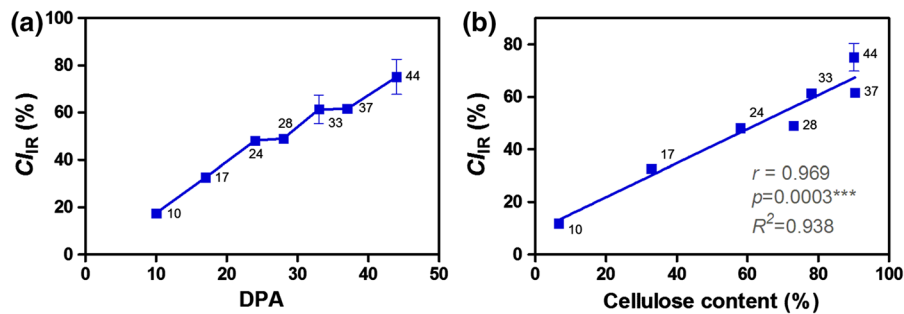 (a)
100
80
60
40
20
0
CI_IR (%)
10
17
24
28
33
37
44
0 10 20 30 40 50
DPA
(b)
80
60
40
20
0
CI_IR (%)
10
17
24
28
33
37
44
r = 0.969
p=0.0003***
R²=0.938
0 20 40 60 80 100
Cellulose content (%)